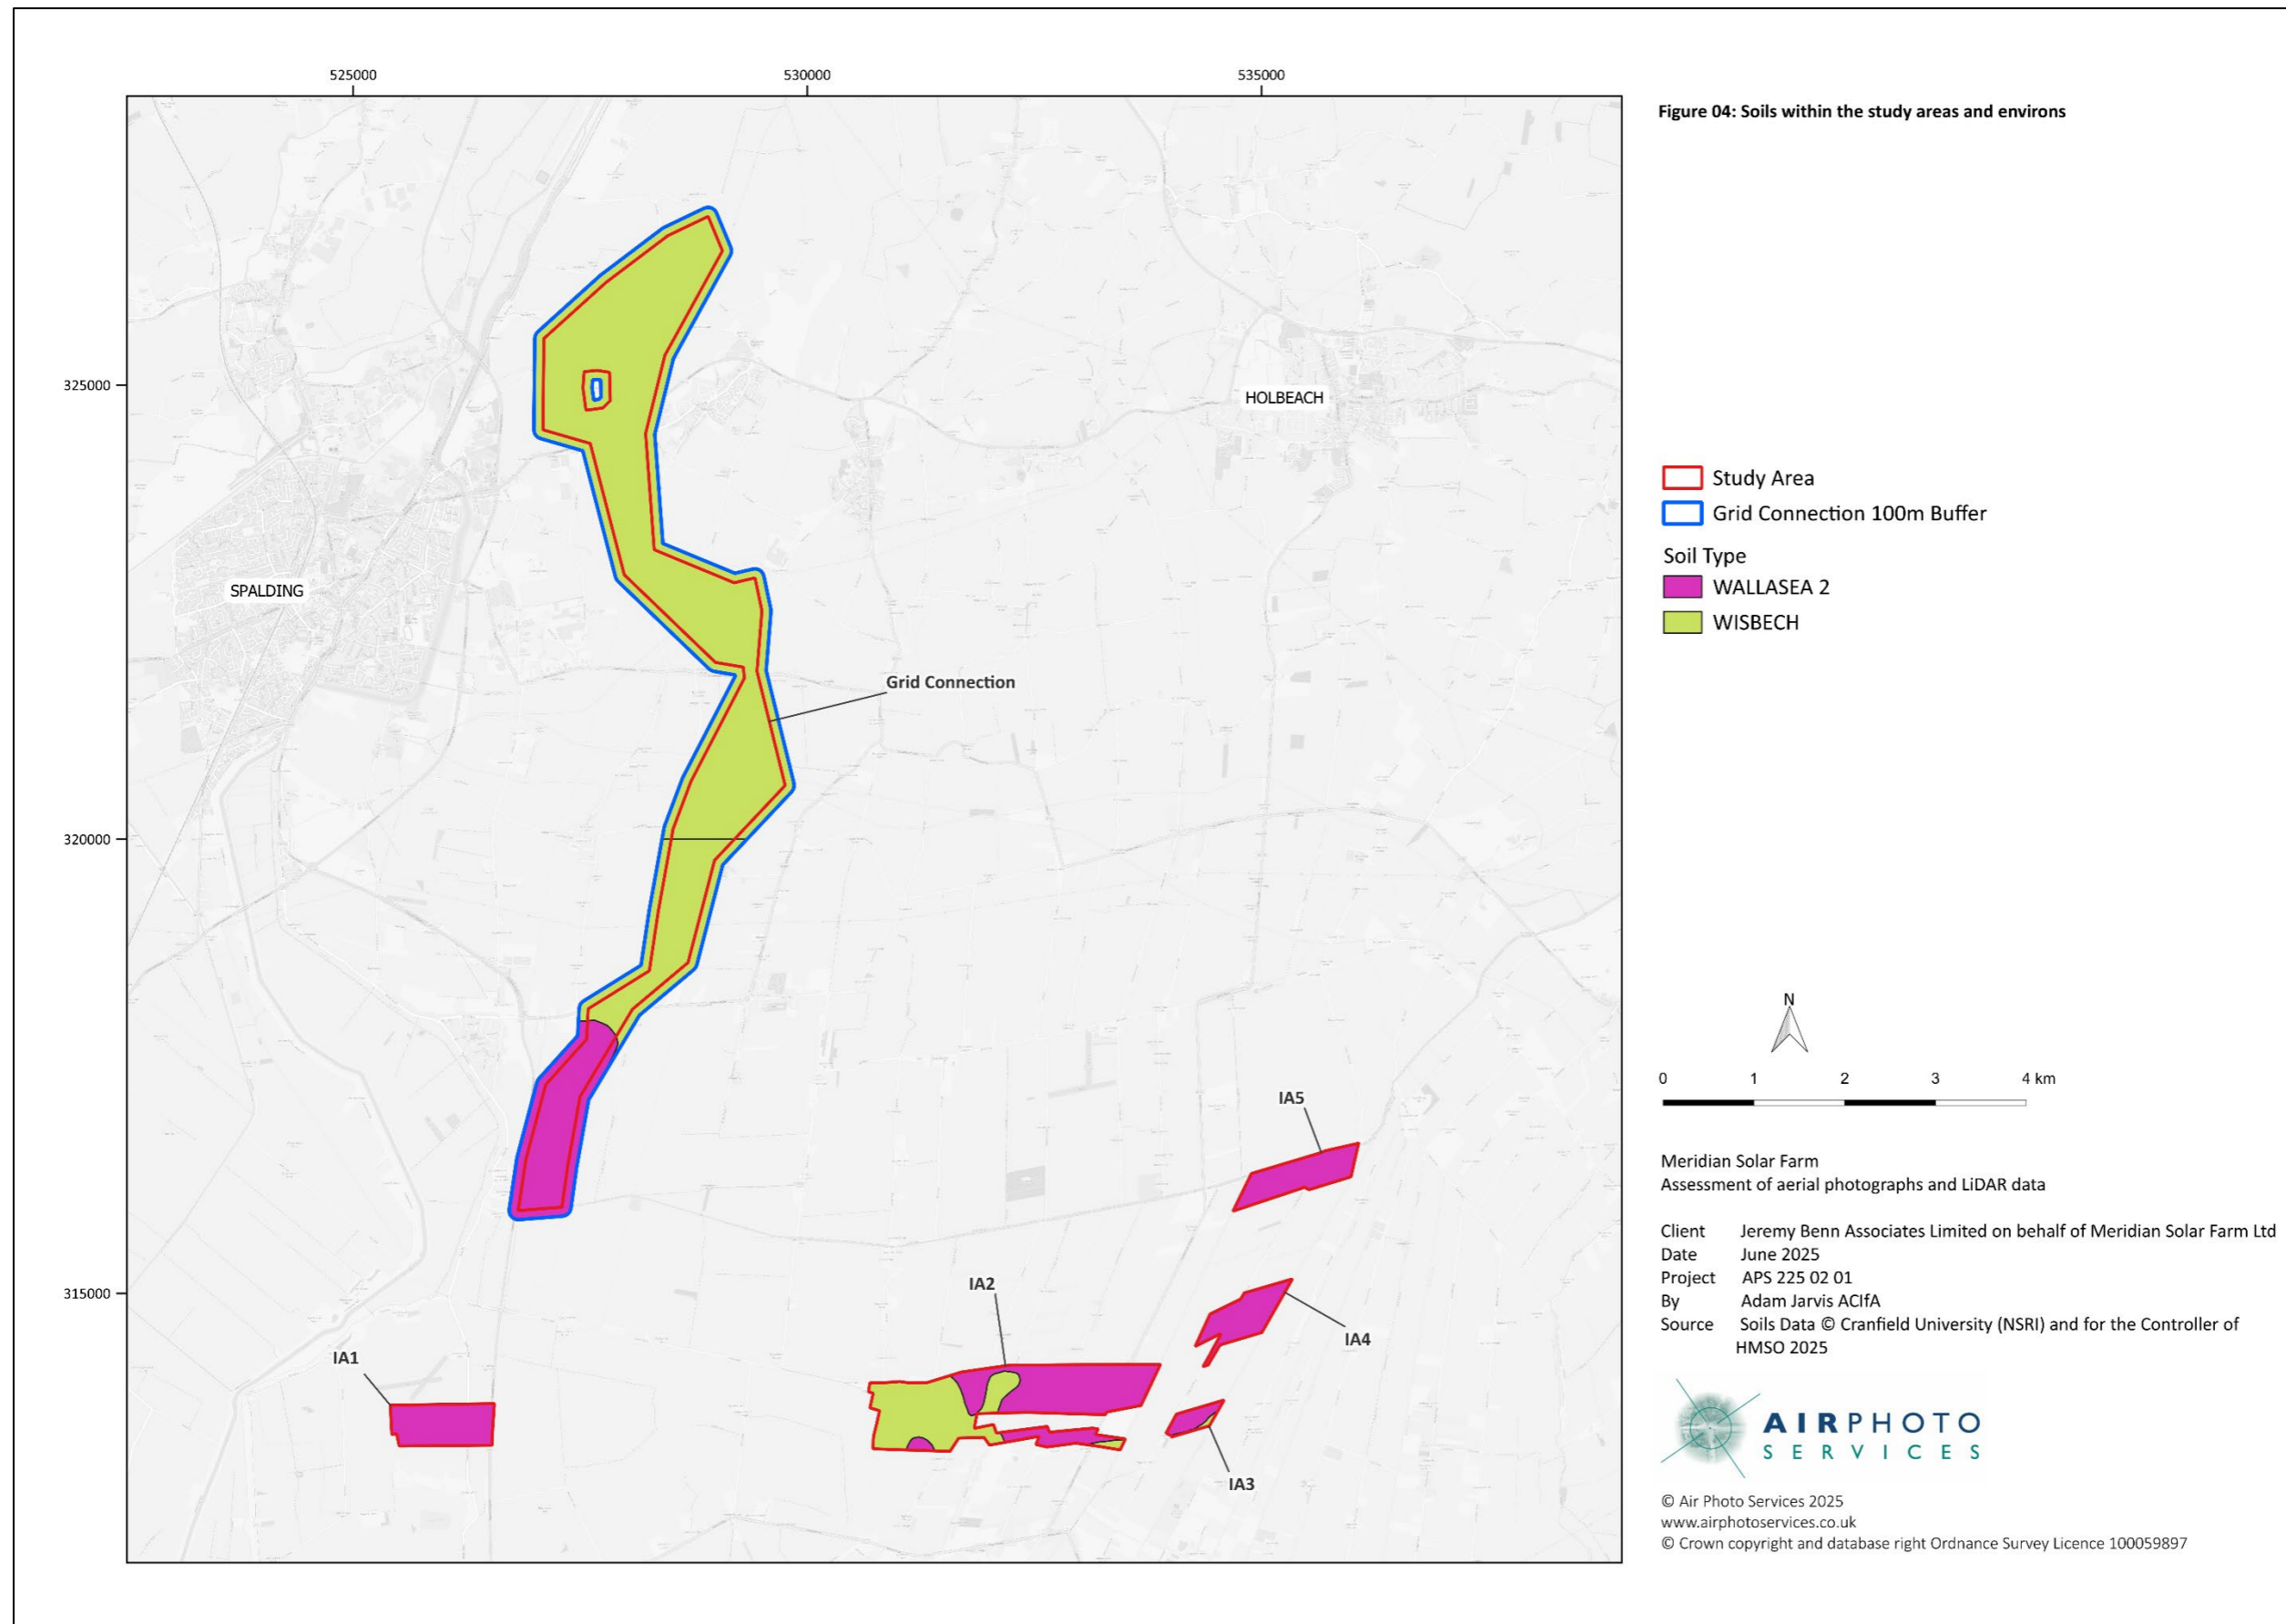 525000
530000
535000
Figure 04: Soils within the study areas and environs
325000
320000
315000
HOLBEACH
SPALDING
Grid Connection
IA5
IA2
IA4
IA1
IA3
Study Area
Grid Connection 100m Buffer
Soil Type
WALLASEA 2
WISBECH
N
0 1 2 3 4 km
Meridian Solar Farm
Assessment of aerial photographs and LiDAR data
Client Jeremy Benn Associates Limited on behalf of Meridian Solar Farm Ltd
Date June 2025
Project APS 225 02 01
By Adam Jarvis ACIfA
Source Soils Data © Cranfield University (NSRI) and for the Controller of
HMSO 2025
AIRPHOTO
SERVICES
© Air Photo Services 2025
www.airphotoservices.co.uk
© Crown copyright and database right Ordnance Survey Licence 100059897